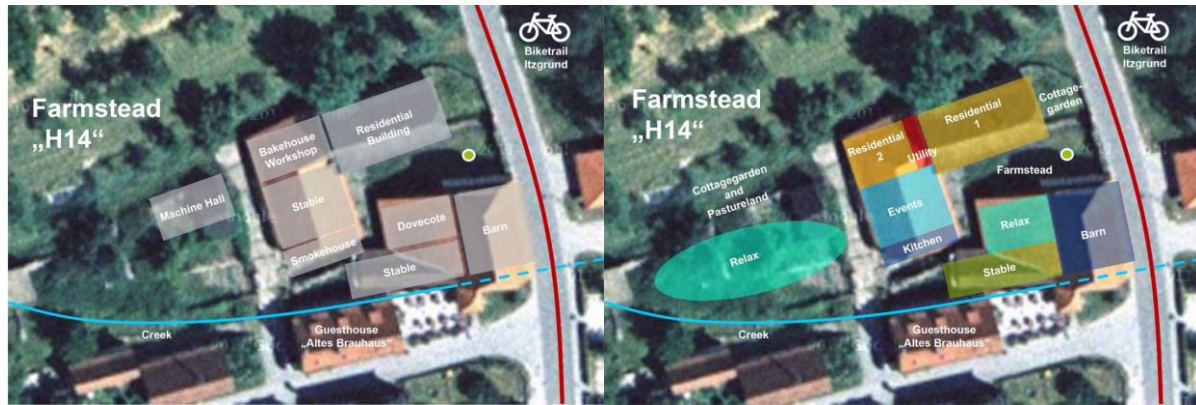 Biketrail
Itzgrund
Farmstead
„H14“
Bakehouse
Workshop
Residential
Building
Machine Hall
Stable
Smokehouse
Dovecote
Barn
Stable
Creek
Guesthouse
„Altes Brauhaus“
Biketrail
Itzgrund
Farmstead
„H14“
Residential
2
Utility
Residential
1
Cottage-
garden
Farmstead
Cottagegarden
and
Pastureland
Events
Kitchen
Relax
Relax
Barn
Stable
Creek
Guesthouse
„Altes Brauhaus“